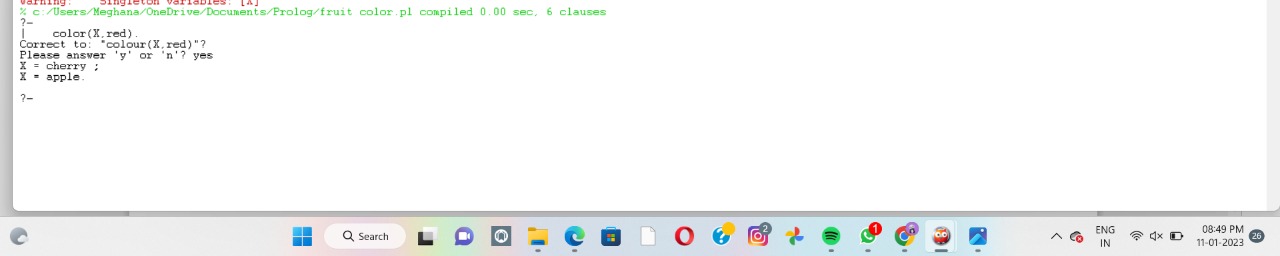 Warning:    Singleton variables: [X]
% c:/Users/Meghana/OneDrive/Documents/Prolog/fruit color.pl compiled 0.00 sec, 6 clauses
?-
|    color(X,red).
Correct to: "colour(X,red)"?
Please answer 'y' or 'n'? yes
X = cherry ;
X = apple.
?-
Search
2
1
ENG
IN
08:49 PM
11-01-2023
26